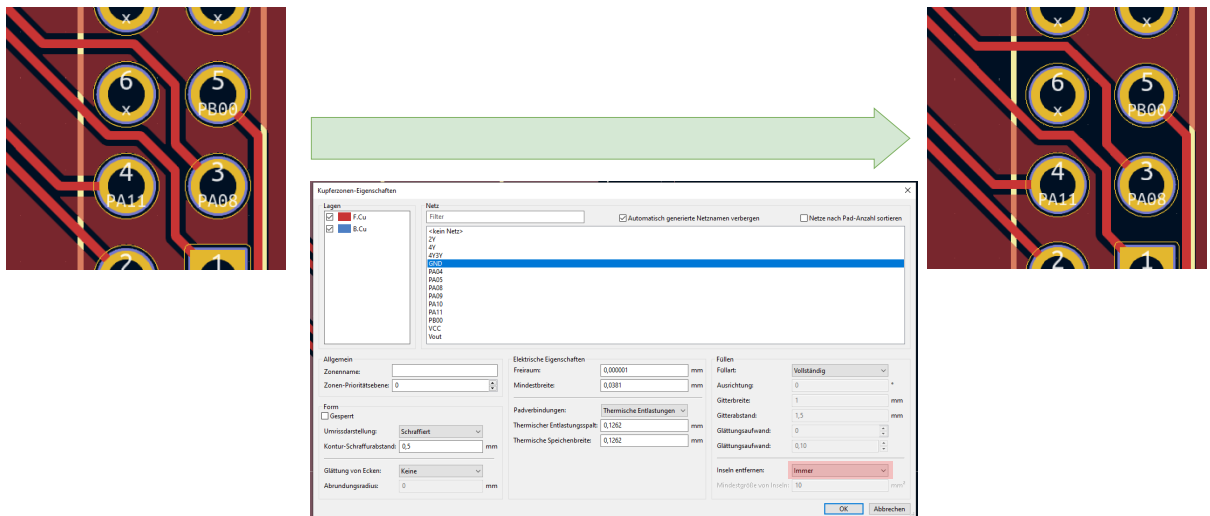 x
x
6
5
x
PB00
4
3
PA11
PA08
2
1
x
x
6
5
x
PB00
4
3
PA11
PA08
2
1
Kupferzonen-Eigenschaften
Lagen
F.Cu
B.Cu
Netz
Filter
Automatisch generierte Netznamen verbergen
Netze nach Pad-Anzahl sortieren
<kein Netz>
2Y
4Y
4Y3Y
GND
PA04
PA05
PA08
PA09
PA10
PA11
PB00
VCC
Vout
Allgemein
Zonenname:
Zonen-Prioritätsebene: 0
Form
Gesperrt
Umrissdarstellung: Schraffiert
Kontur-Schraffurabstand: 0,5 mm
Glättung von Ecken: Keine
Abrundungsradius: 0 mm
Elektrische Eigenschaften
Freiraum: 0,000001 mm
Mindestbreite: 0,0381 mm
Padverbindungen: Thermische Entlastungen
Thermischer Entlastungsspalt: 0,1262 mm
Thermische Speichenbreite: 0,1262 mm
Füllen
Füllart: Vollständig
Ausrichtung: 0 °
Gitterbreite: 1 mm
Gitterabstand: 1,5 mm
Glättungsaufwand: 0
Glättungsaufwand: 0,10
Inseln entfernen: Immer
Mindertgröße von Inseln: 10 mm²
OK
Abbrechen